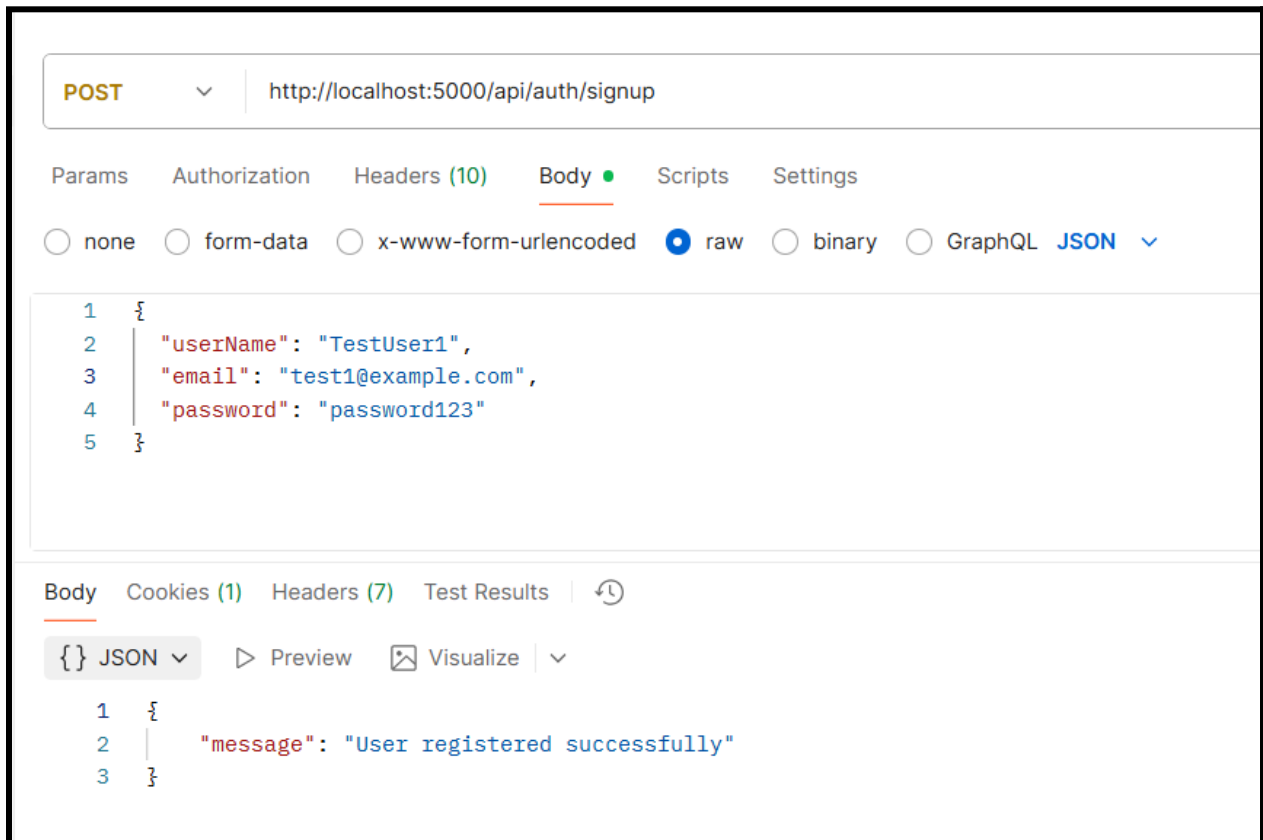 POST http://localhost:5000/api/auth/signup
Params Authorization Headers (10) Body Scripts Settings
none form-data x-www-form-urlencoded raw binary GraphQL JSON
1 {
2 "userName": "TestUser1",
3 "email": "test1@example.com",
4 "password": "password123"
5 }
Body Cookies (1) Headers (7) Test Results
{} JSON Preview Visualize
1 {
2 "message": "User registered successfully"
3 }